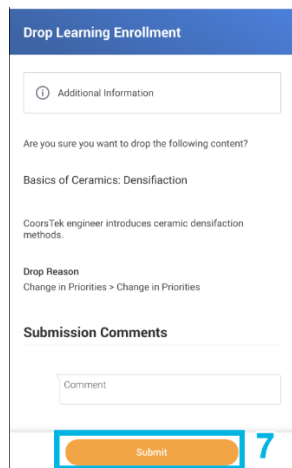 Drop Learning Enrollment
Additional Information
Are you sure you want to drop the following content?
Basics of Ceramics: Densifiaction
CoorsTek engineer introduces ceramic densifaction
methods.
Drop Reason
Change in Priorities > Change in Priorities
Submission Comments
Comment
Submit
7